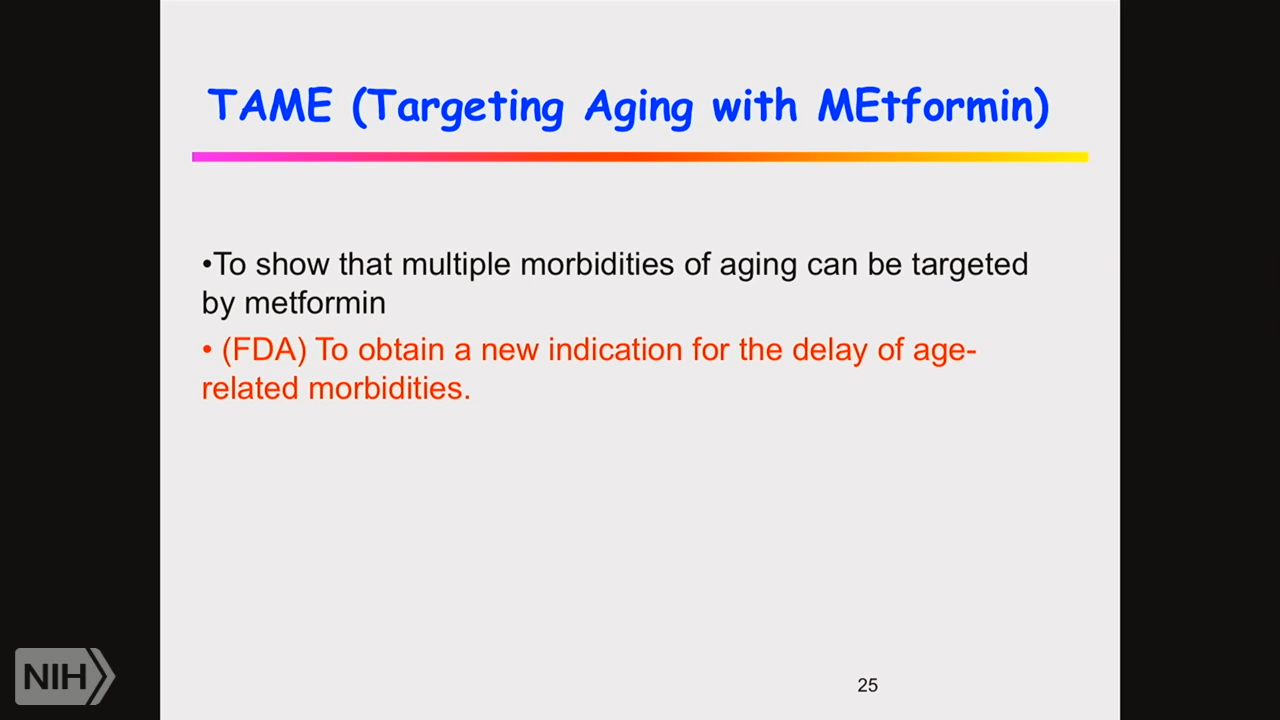 TAME (Targeting Aging with MEtformin)
•To show that multiple morbidities of aging can be targeted
by metformin
• (FDA) To obtain a new indication for the delay of age-
related morbidities.
NIH
25